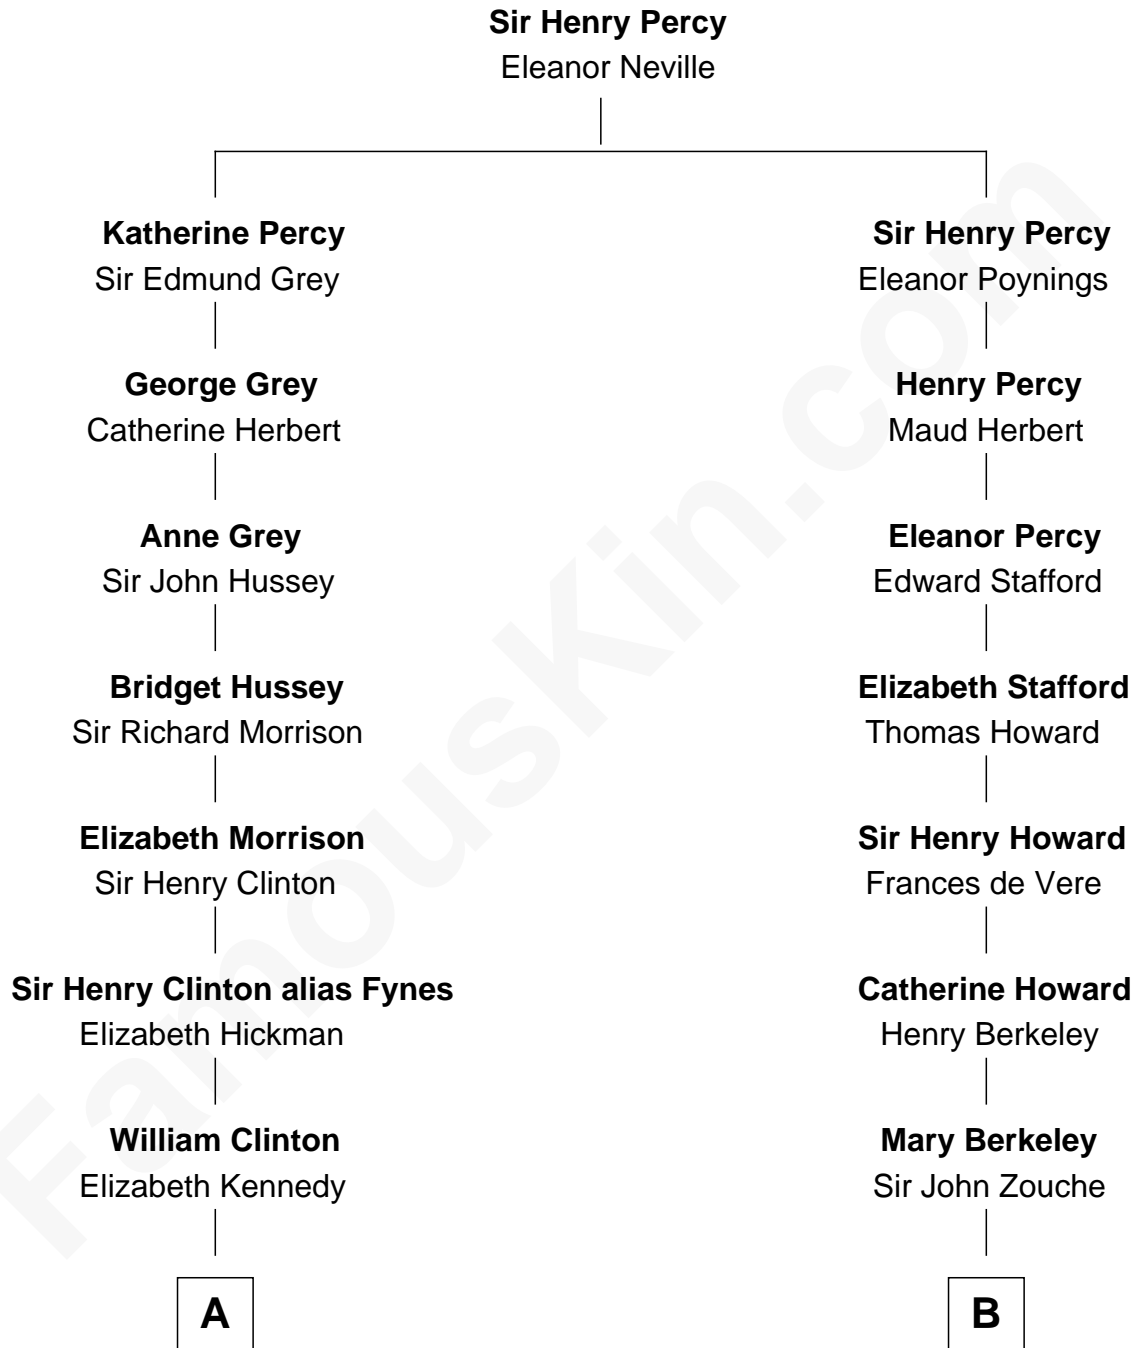 Sir Henry Percy
Eleanor Neville
Katherine Percy
Sir Edmund Grey
Sir Henry Percy
Eleanor Poynings
George Grey
Catherine Herbert
Henry Percy
Maud Herbert
Anne Grey
Sir John Hussey
Eleanor Percy
Edward Stafford
Bridget Hussey
Sir Richard Morrison
Elizabeth Stafford
Thomas Howard
Elizabeth Morrison
Sir Henry Clinton
Sir Henry Howard
Frances de Vere
Sir Henry Clinton alias Fynes
Elizabeth Hickman
Catherine Howard
Henry Berkeley
William Clinton
Elizabeth Kennedy
Mary Berkeley
Sir John Zouche
A
B
FamousKin.com